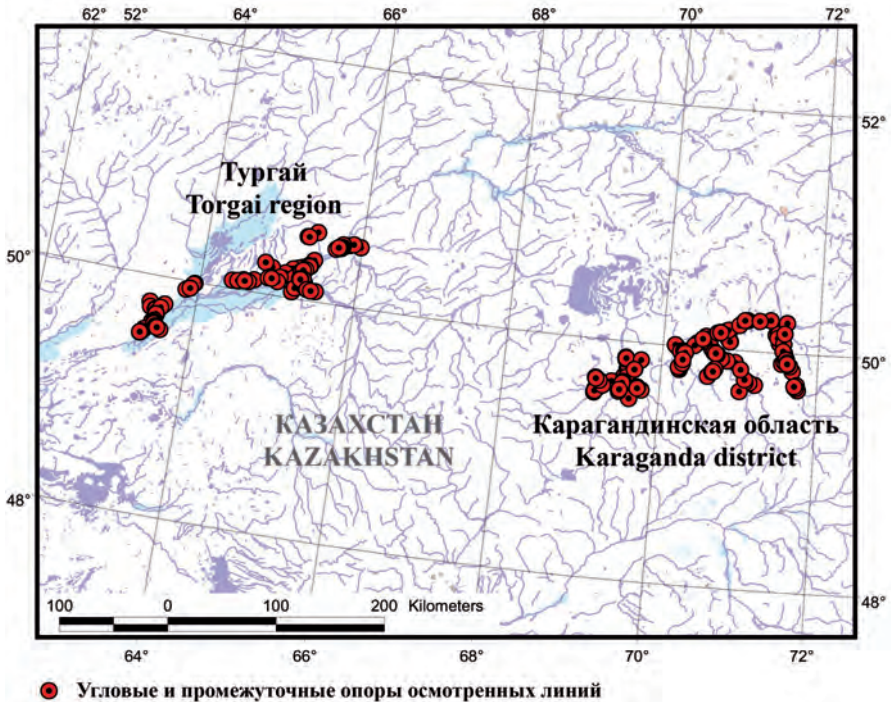 62° 52° 64° 66° 68° 70° 72°
52°
Тургай
Torgai region
50°
50°
КАЗАХСТАН
KAZAKHSTAN
Карагандинская область
Karaganda district
48°
48°
100 0 100 200 Kilometers
64° 66° 68° 70° 72°
Угловые и промежуточные опоры осмотренных линий